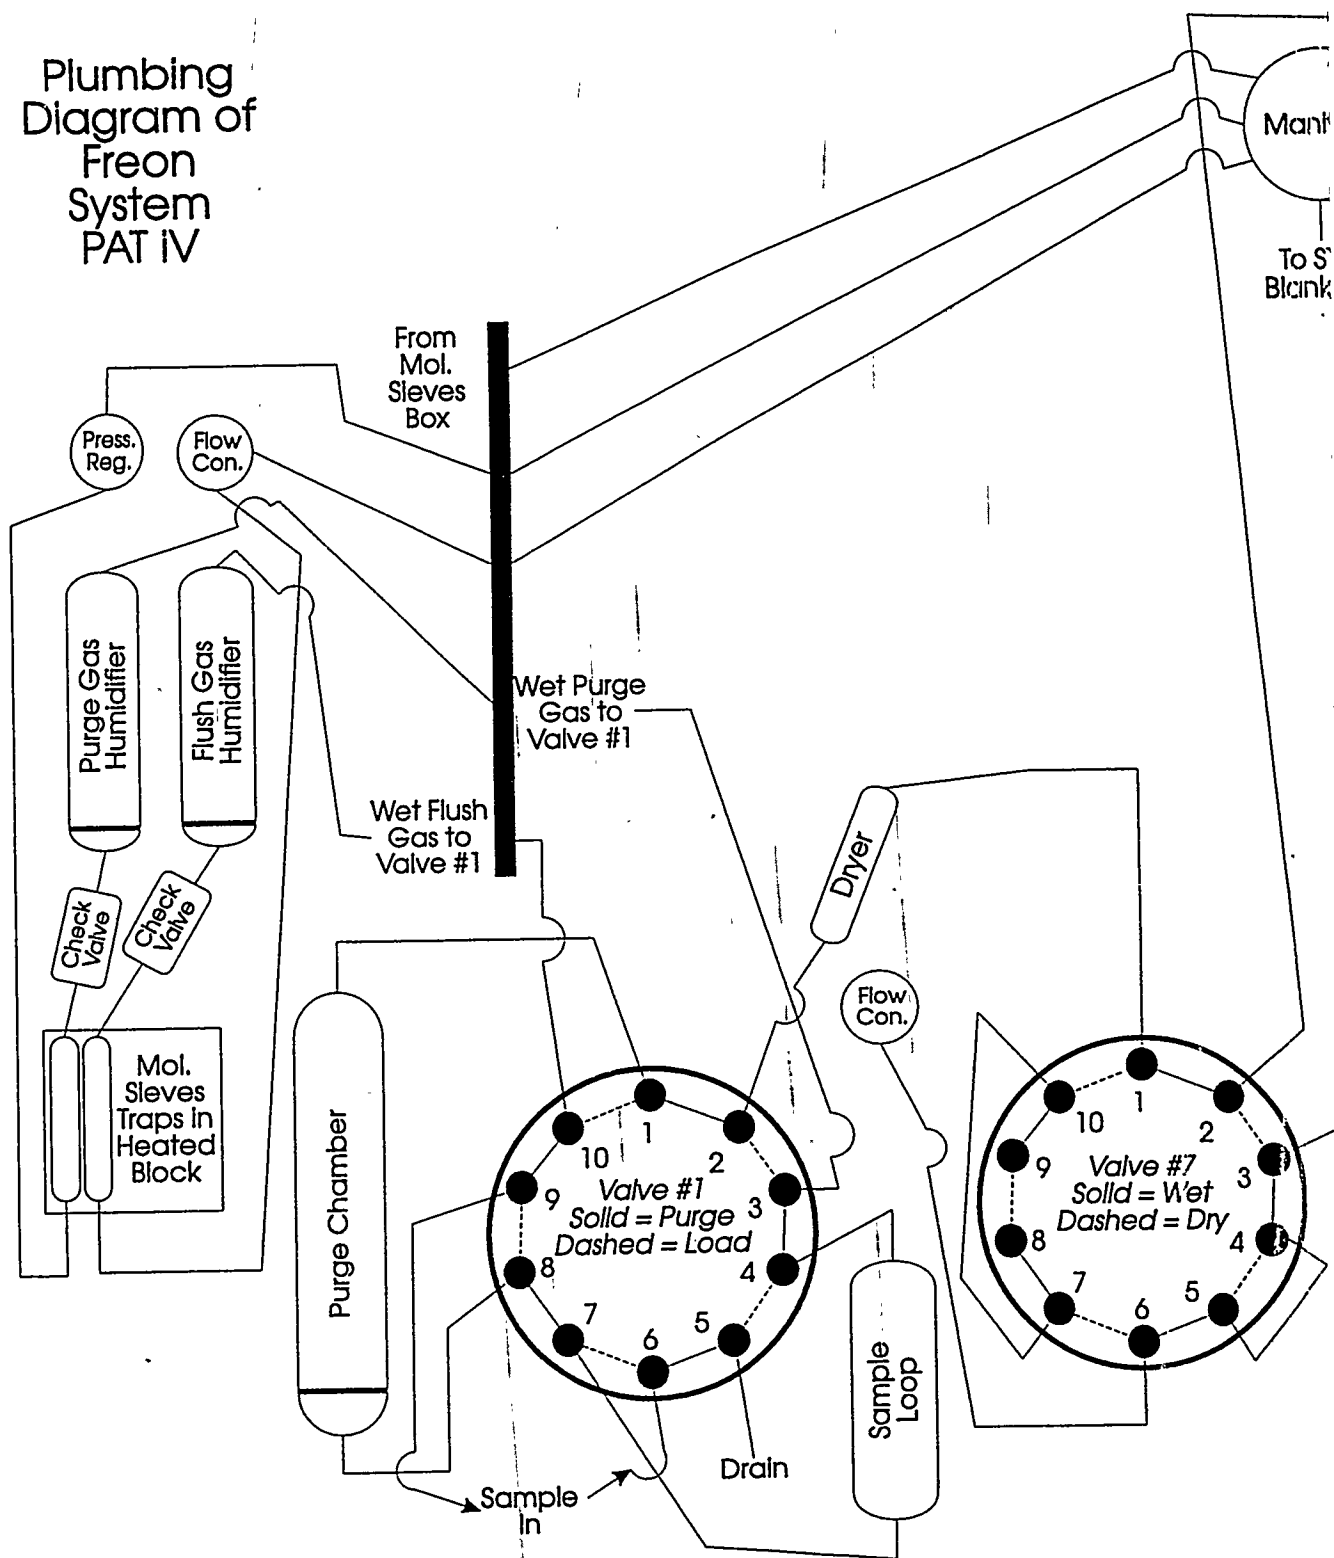 Plumbing
Diagram of
Freon
System
PAT iV
To
From
Mol.
Sieves
Box
Press.
Reg.
Flow
Con.
Purge Gas
Humidifier
Flush Gas
Humidifier
Wet Purge
Gas to
Valve #1
Wet Flush
Gas to
Valve #1
Dryer
Check
Valve
Check
Valve
Flow
Con.
Mol.
Sieves
Traps in
Heated
Block
Purge Chamber
1
2
3
4
5
6
7
8
9
10
Valve #1
Solid = Purge
Dashed = Load
1
2
3
4
5
6
7
8
9
10
Valve #7
Solid = Wet
Dashed = Dry
Sample
Loop
Drain
Sample
In